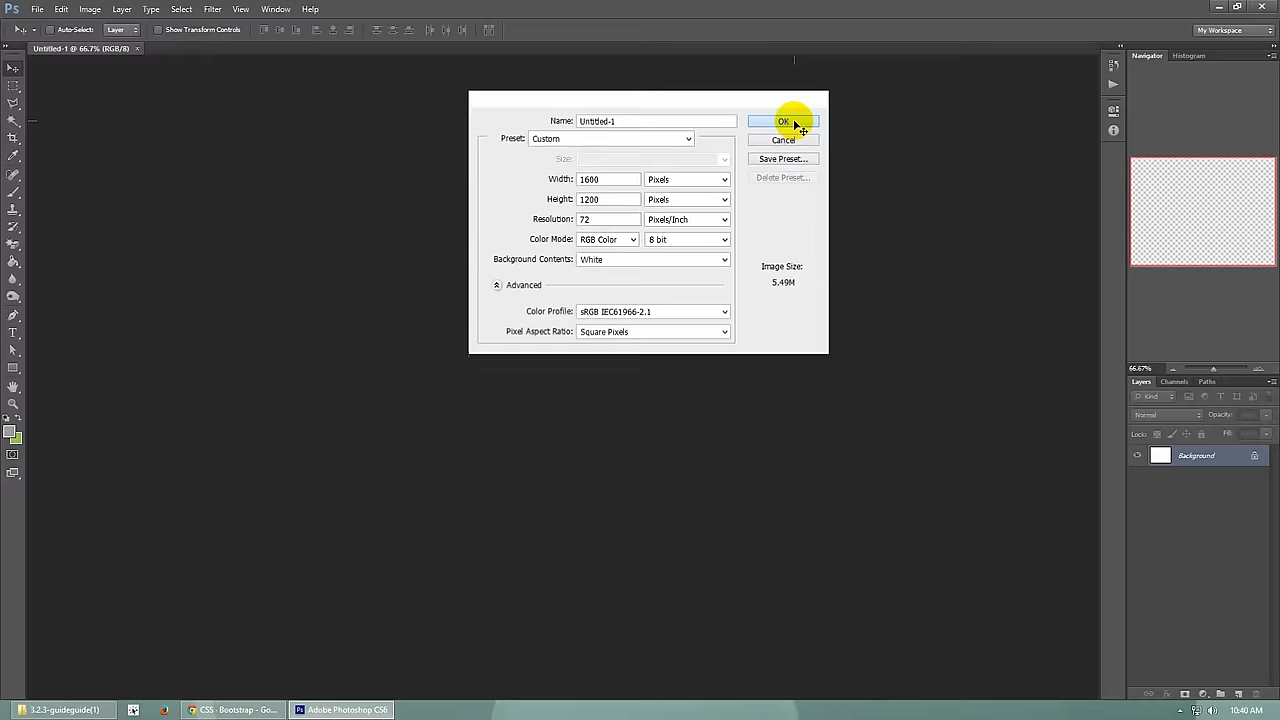 Ps File Edit Image Layer Type Select Filter View Window Help
Auto-Select: Layer Show Transform Controls My Workspace
Untitled-1 @ 66.7% (RGB/8) ×
Navigator Histogram
Name: Untitled-1 OK
Preset: Custom Cancel
Size: Save Preset...
Width: 1600 Pixels Delete Preset...
Height: 1200 Pixels
Resolution: 72 Pixels/Inch
Color Mode: RGB Color 8 bit
Background Contents: White
Image Size:
5.49M
Advanced
Color Profile: sRGB IEC61966-2.1
Pixel Aspect Ratio: Square Pixels
66.67%
Layers Channels Paths
Kind
Normal Opacity:
Lock: Fill:
Background
3.2.3-guideguide(1) CSS · Bootstrap - Go... Ps Adobe Photoshop CS6 10:40 AM